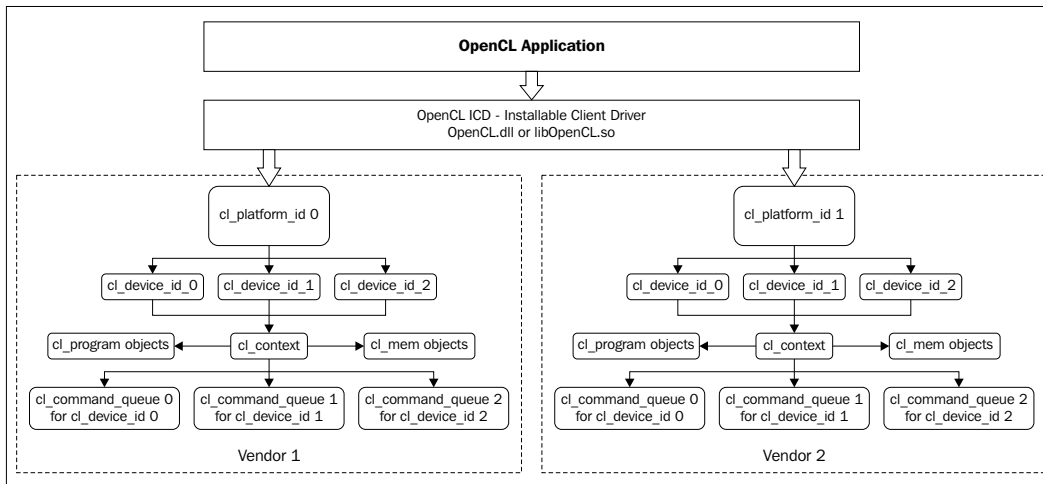 OpenCL Application
OpenCL ICD - Installable Client Driver
OpenCL.dll or libOpenCL.so
cl_platform_id 0
cl_device_id_0
cl_device_id_1
cl_device_id_2
cl_program objects
cl_context
cl_mem objects
cl_command_queue 0
for cl_device_id 0
cl_command_queue 1
for cl_device_id 1
cl_command_queue 2
for cl_device_id 2
Vendor 1
cl_platform_id 1
cl_device_id_0
cl_device_id_1
cl_device_id_2
cl_program objects
cl_context
cl_mem objects
cl_command_queue 0
for cl_device_id 0
cl_command_queue 1
for cl_device_id 1
cl_command_queue 2
for cl_device_id 2
Vendor 2